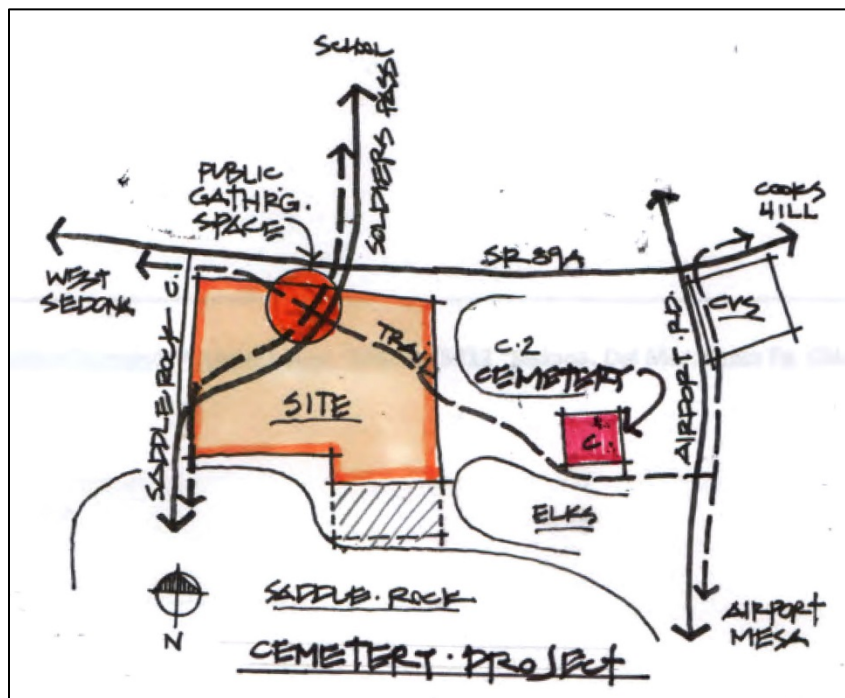 SCHOOL
SOLDIERS PASS
PUBLIC
GATHRG.
SPACE
COOKS
HILL
SR 89A
WEST
SEDONA
SADDLE ROCK C.
TRAIL
SITE
C.2
CEMETERY
C.
AIRPORT RD.
CVS
ELKS
SADDLE ROCK
AIRPORT
MESA
N
CEMETERY PROJECT